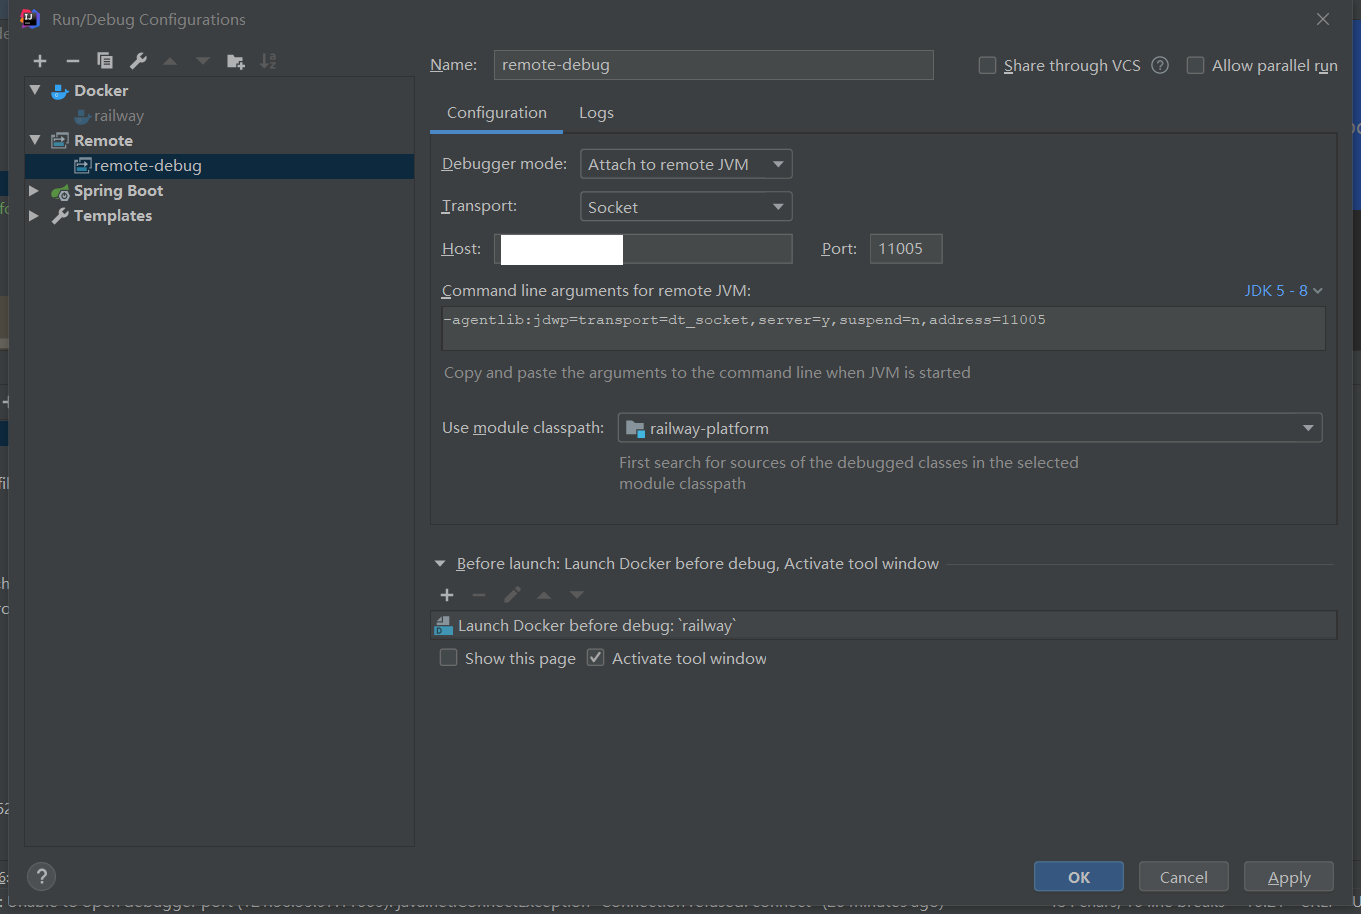 Run/Debug Configurations
Name: remote-debug
Share through VCS ?
Allow parallel run
Docker
railway
Remote
remote-debug
Spring Boot
Templates
Configuration
Logs
Debugger mode: Attach to remote JVM
Transport: Socket
Host:
Port: 11005
Command line arguments for remote JVM:
JDK 5 - 8
-agentlib:jdwp=transport=dt_socket,server=y,suspend=n,address=11005
Copy and paste the arguments to the command line when JVM is started
Use module classpath: railway-platform
First search for sources of the debugged classes in the selected
module classpath
Before launch: Launch Docker before debug, Activate tool window
Launch Docker before debug: `railway`
Show this page
Activate tool window
?
OK
Cancel
Apply